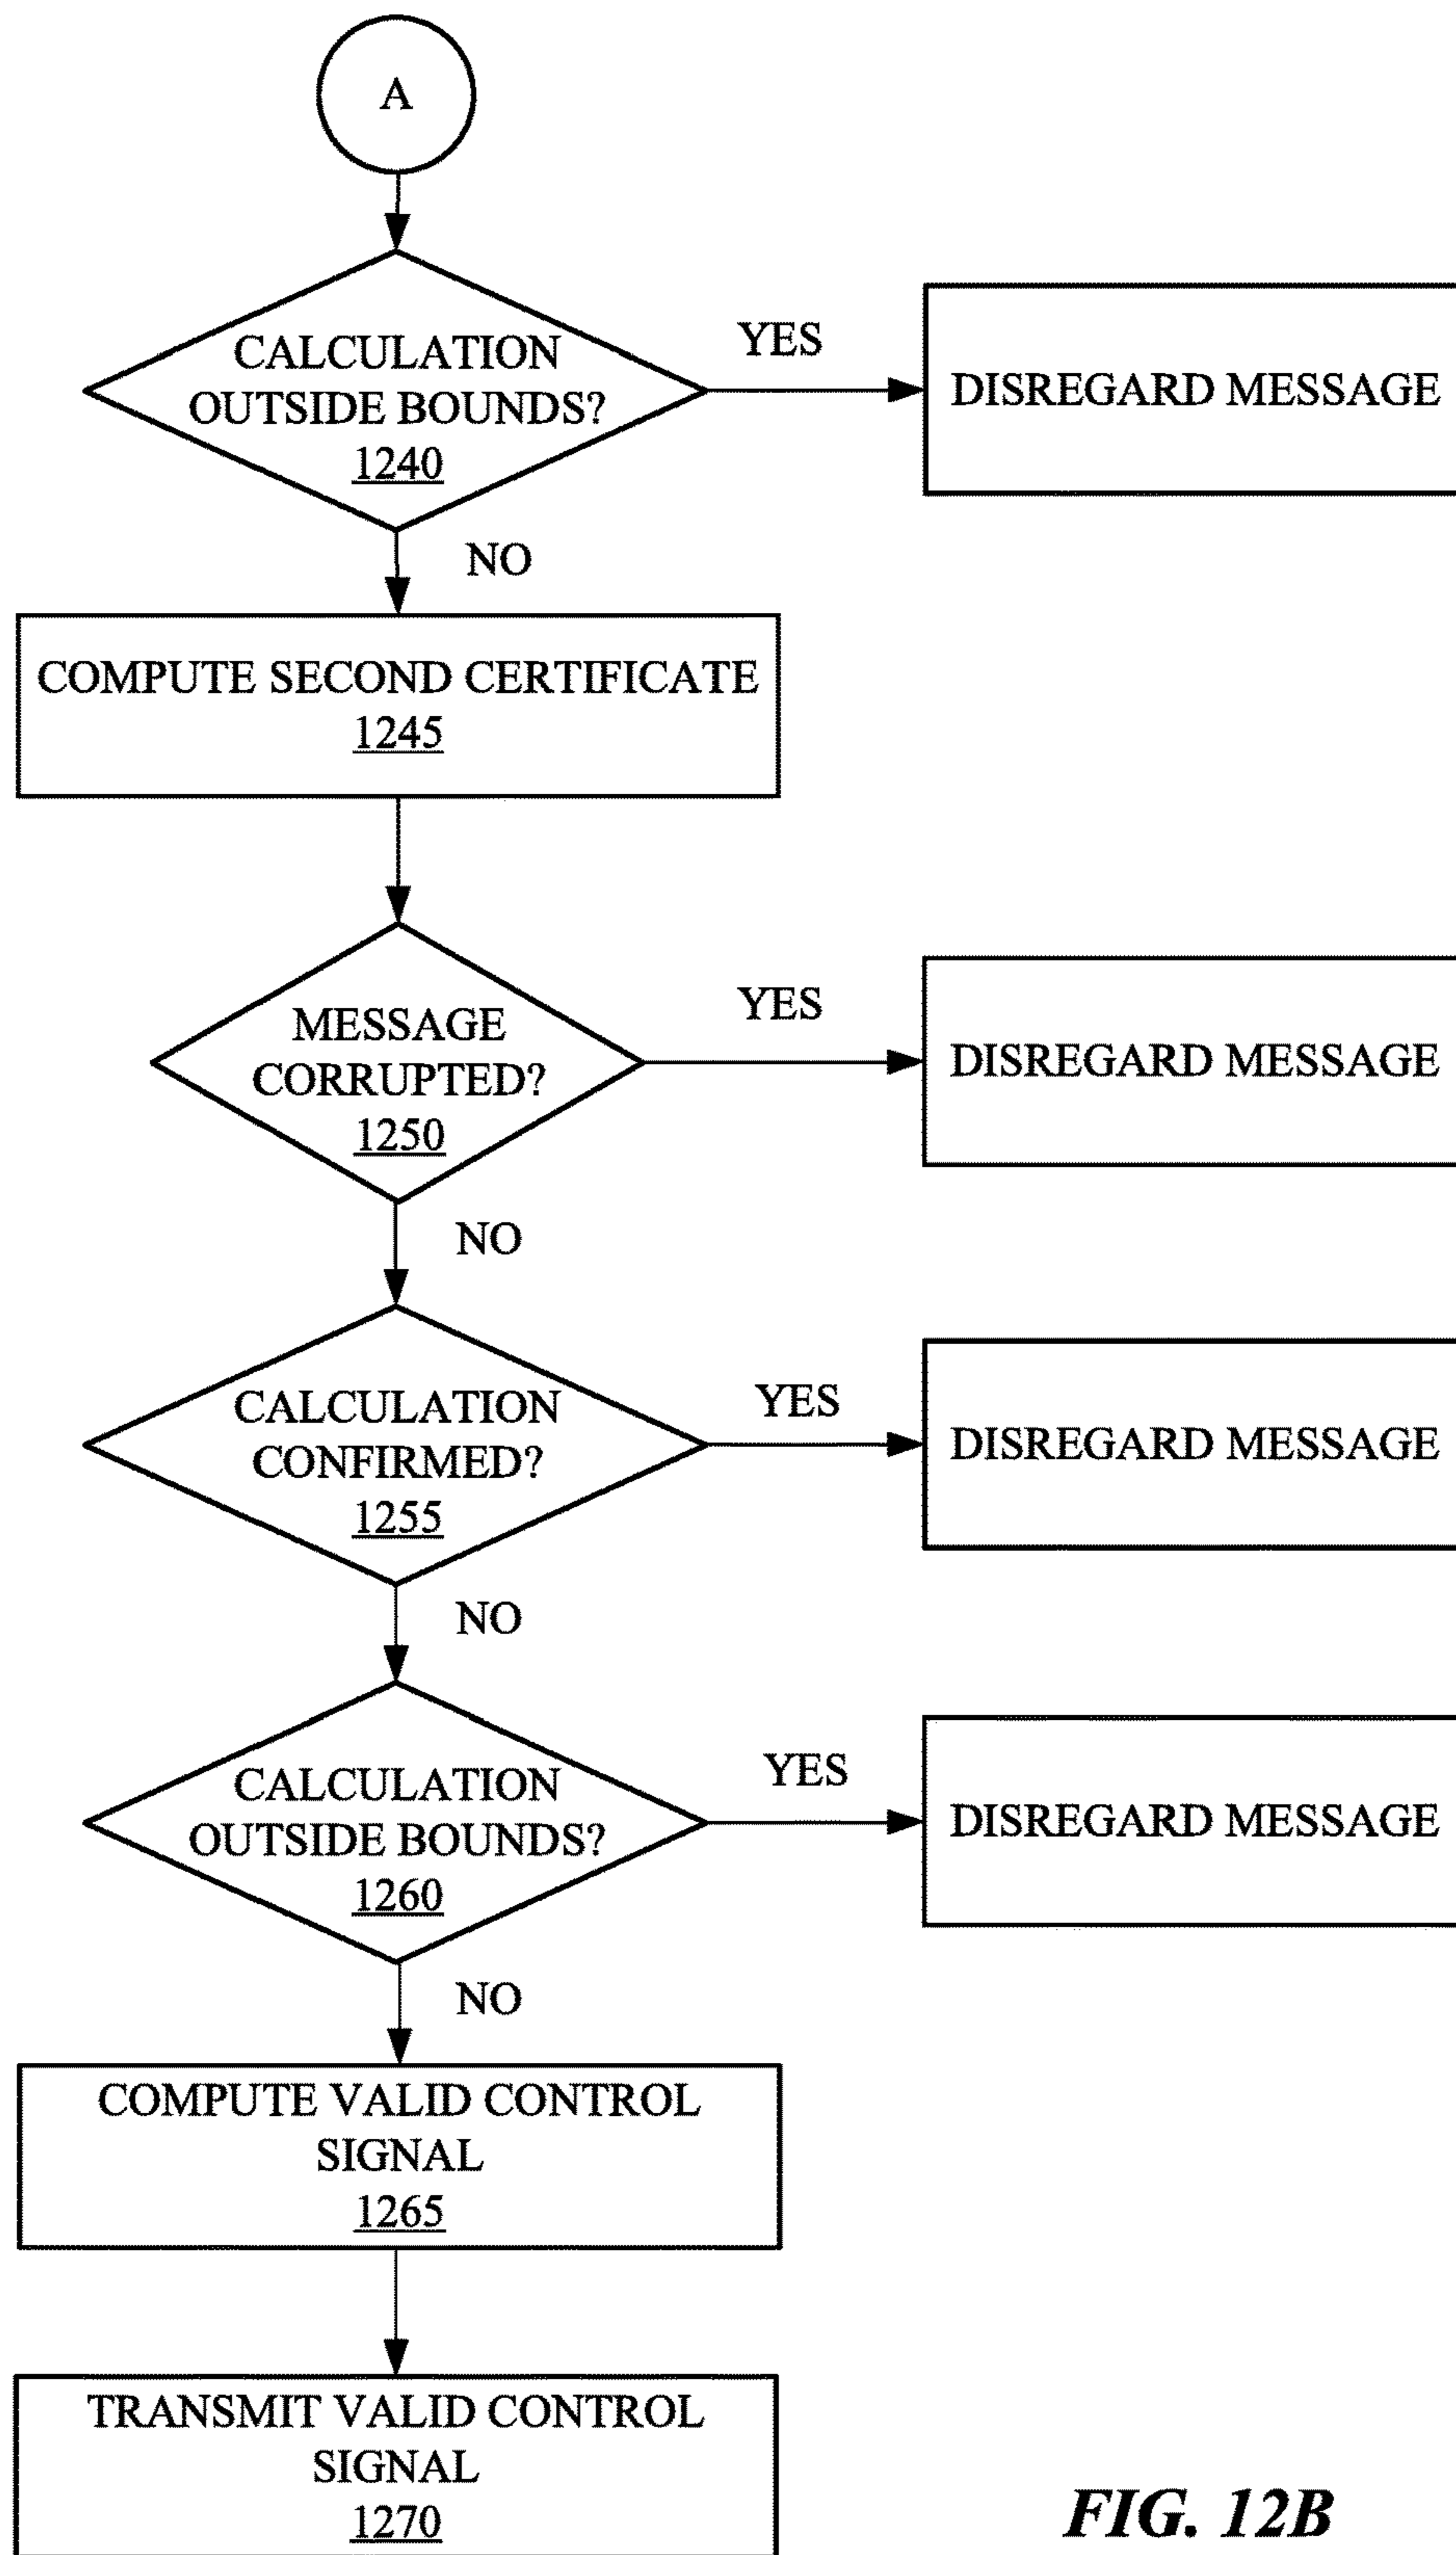 A
CALCULATION
OUTSIDE BOUNDS?
1240
YES
DISREGARD MESSAGE
NO
COMPUTE SECOND CERTIFICATE
1245
MESSAGE
CORRUPTED?
1250
YES
DISREGARD MESSAGE
NO
CALCULATION
CONFIRMED?
1255
YES
DISREGARD MESSAGE
NO
CALCULATION
OUTSIDE BOUNDS?
1260
YES
DISREGARD MESSAGE
NO
COMPUTE VALID CONTROL
SIGNAL
1265
TRANSMIT VALID CONTROL
SIGNAL
1270
FIG. 12B